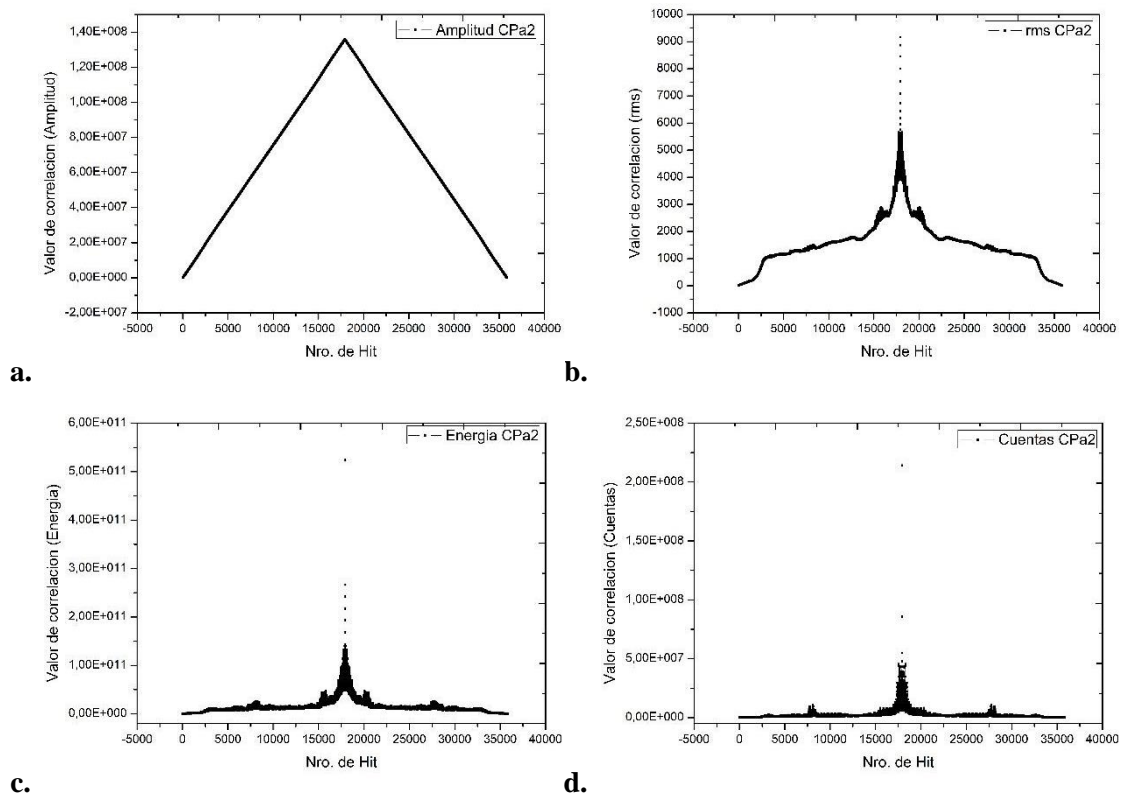 Amplitud CPa2
Valor de correlacion (Amplitud)
1,40E+008
1,20E+008
1,00E+008
8,00E+007
6,00E+007
4,00E+007
2,00E+007
0,00E+000
-2,00E+007
-5000 0 5000 10000 15000 20000 25000 30000 35000 40000
Nro. de Hit
a.
rms CPa2
Valor de correlacion (rms)
10000
9000
8000
7000
6000
5000
4000
3000
2000
1000
0
-1000
-5000 0 5000 10000 15000 20000 25000 30000 35000 40000
Nro. de Hit
b.
Energia CPa2
Valor de correlacion (Energia)
6,00E+011
5,00E+011
4,00E+011
3,00E+011
2,00E+011
1,00E+011
0,00E+000
-5000 0 5000 10000 15000 20000 25000 30000 35000 40000
Nro. de Hit
c.
Cuentas CPa2
Valor de correlacion (Cuentas)
2,50E+008
2,00E+008
1,50E+008
1,00E+008
5,00E+007
0,00E+000
-5000 0 5000 10000 15000 20000 25000 30000 35000 40000
Nro. de Hit
d.